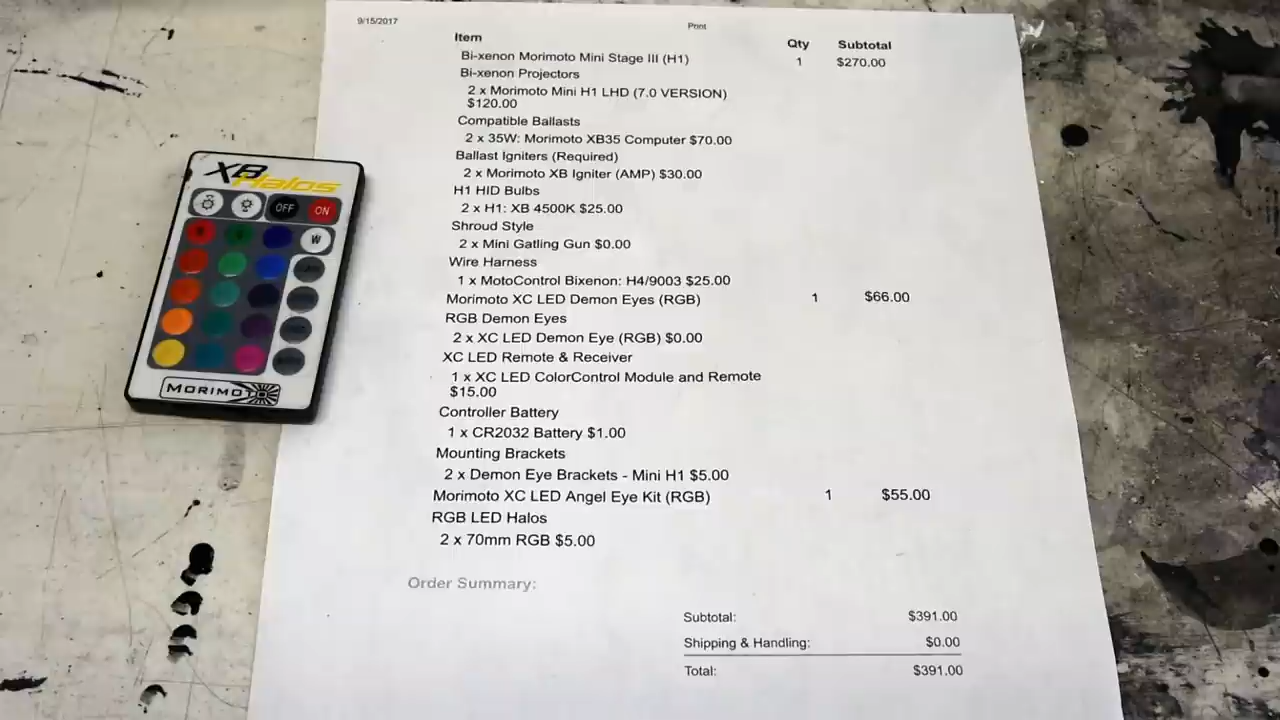 9/15/2017
Print
Item Qty Subtotal
Bi-xenon Morimoto Mini Stage III (H1) 1 $270.00
Bi-xenon Projectors
2 x Morimoto Mini H1 LHD (7.0 VERSION)
$120.00
Compatible Ballasts
2 x 35W: Morimoto XB35 Computer $70.00
Ballast Igniters (Required)
2 x Morimoto XB Igniter (AMP) $30.00
H1 HID Bulbs
2 x H1: XB 4500K $25.00
Shroud Style
2 x Mini Gatling Gun $0.00
Wire Harness
1 x MotoControl Bixenon: H4/9003 $25.00
Morimoto XC LED Demon Eyes (RGB) 1 $66.00
RGB Demon Eyes
2 x XC LED Demon Eye (RGB) $0.00
XC LED Remote & Receiver
1 x XC LED ColorControl Module and Remote
$15.00
Controller Battery
1 x CR2032 Battery $1.00
Mounting Brackets
2 x Demon Eye Brackets - Mini H1 $5.00
Morimoto XC LED Angel Eye Kit (RGB) 1 $55.00
RGB LED Halos
2 x 70mm RGB $5.00
Order Summary:
Subtotal: $391.00
Shipping & Handling: $0.00
Total: $391.00
XB
Halos
OFF ON
W
MORIMOTO